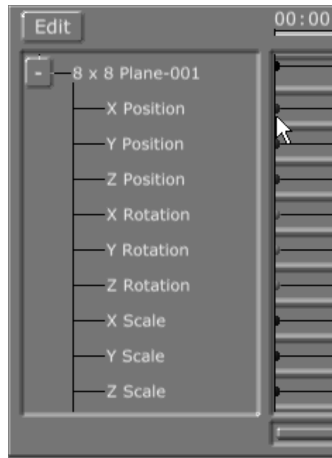 Edit
00:00
-
8 x 8 Plane-001
X Position
Y Position
Z Position
X Rotation
Y Rotation
Z Rotation
X Scale
Y Scale
Z Scale